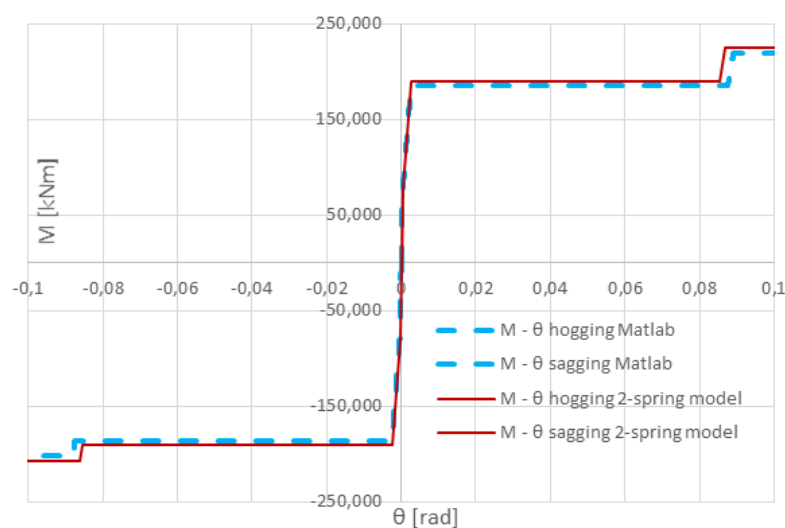 250,000
150,000
M [kNm]
50,000
-0,1 -0,08 -0,06 -0,04 -0,02 0 0,02 0,04 0,06 0,08 0,1
-50,000
M - θ hogging Matlab
M - θ sagging Matlab
-150,000
M - θ hogging 2-spring model
M - θ sagging 2-spring model
-250,000
θ [rad]